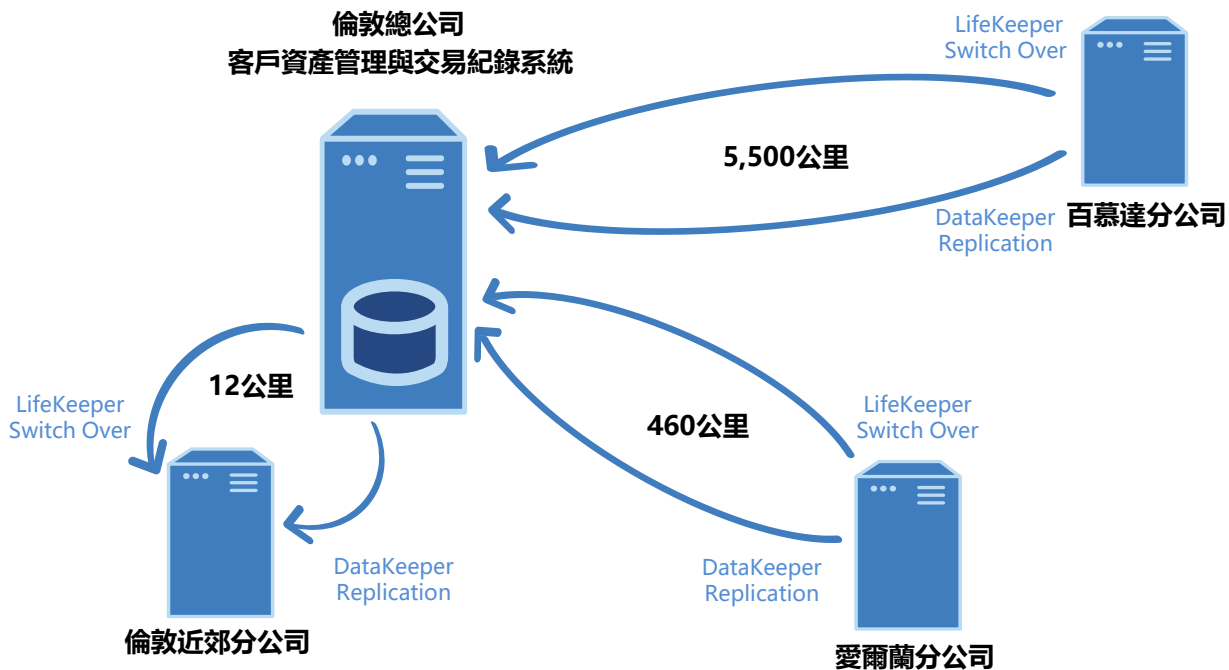 倫敦總公司
客戶資產管理與交易紀錄系統
LifeKeeper
Switch Over
5,500公里
DataKeeper
Replication
百慕達分公司
12公里
LifeKeeper
Switch Over
DataKeeper
Replication
倫敦近郊分公司
460公里
LifeKeeper
Switch Over
DataKeeper
Replication
愛爾蘭分公司